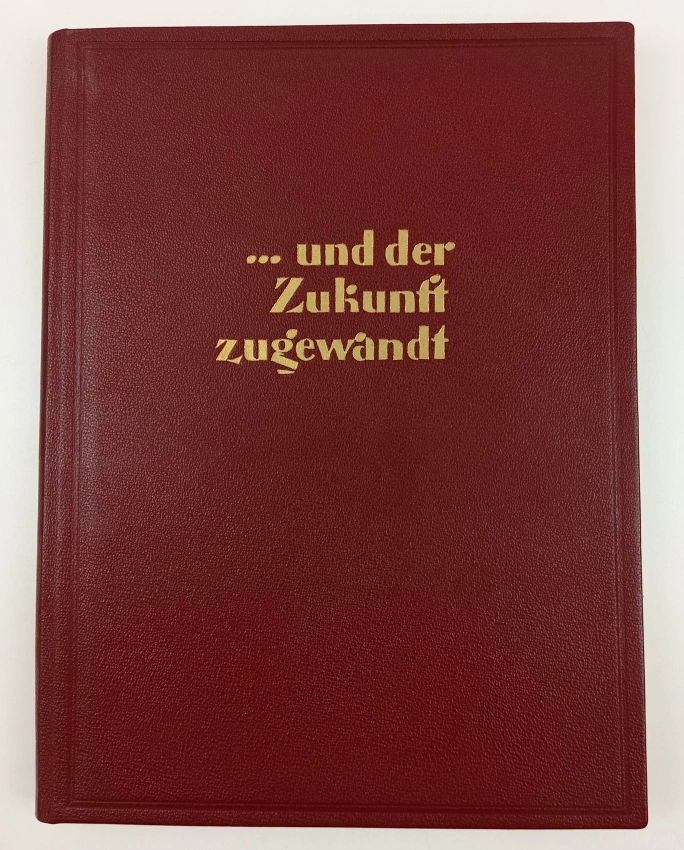 ... und der
Zukunft
zugewandt